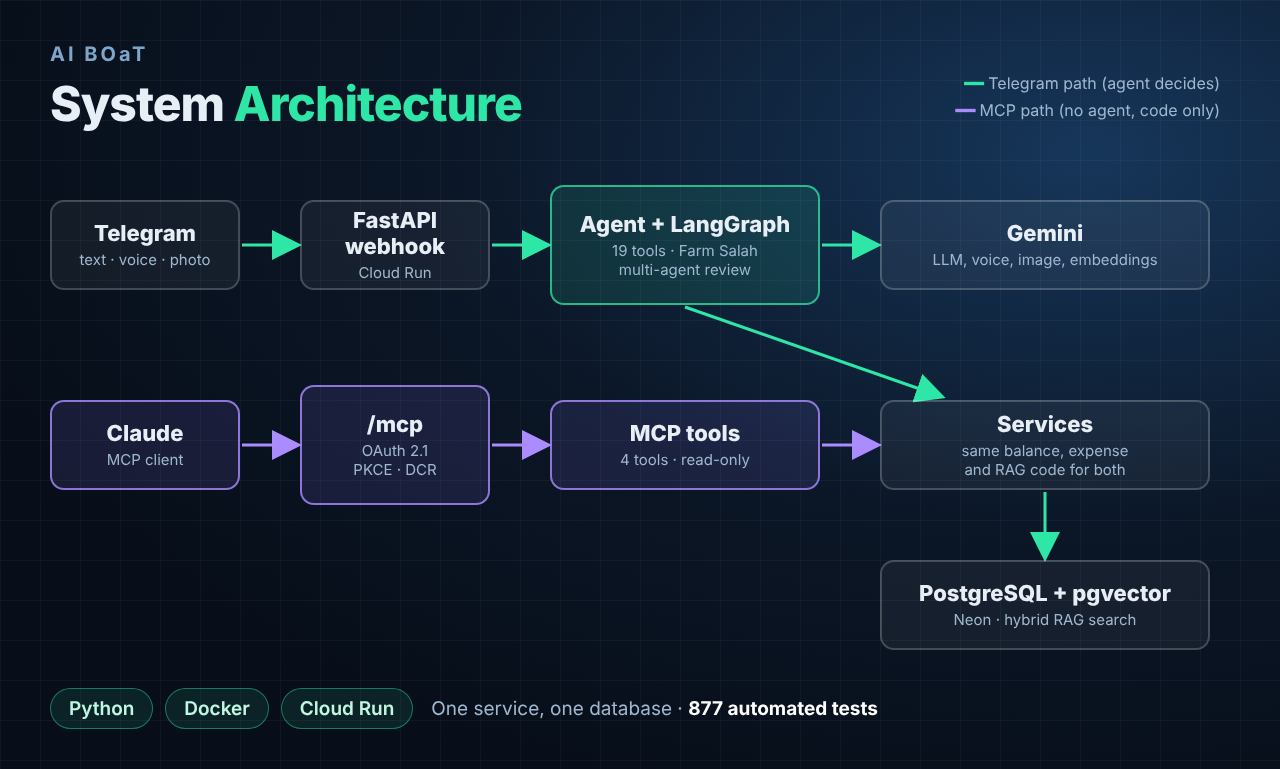 AI BOaT
System Architecture
Telegram path (agent decides)
MCP path (no agent, code only)
Telegram
text · voice · photo
FastAPI
webhook
Cloud Run
Agent + LangGraph
19 tools · Farm Salah
multi-agent review
Gemini
LLM, voice, image, embeddings
Claude
MCP client
/mcp
OAuth 2.1
PKCE · DCR
MCP tools
4 tools · read-only
Services
same balance, expense
and RAG code for both
PostgreSQL + pgvector
Neon · hybrid RAG search
Python
Docker
Cloud Run
One service, one database · 877 automated tests